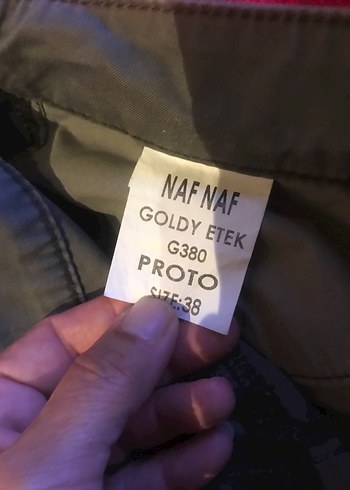 NAF NAF
GOLDY ETEK
G380
PROTO
SIZE:38